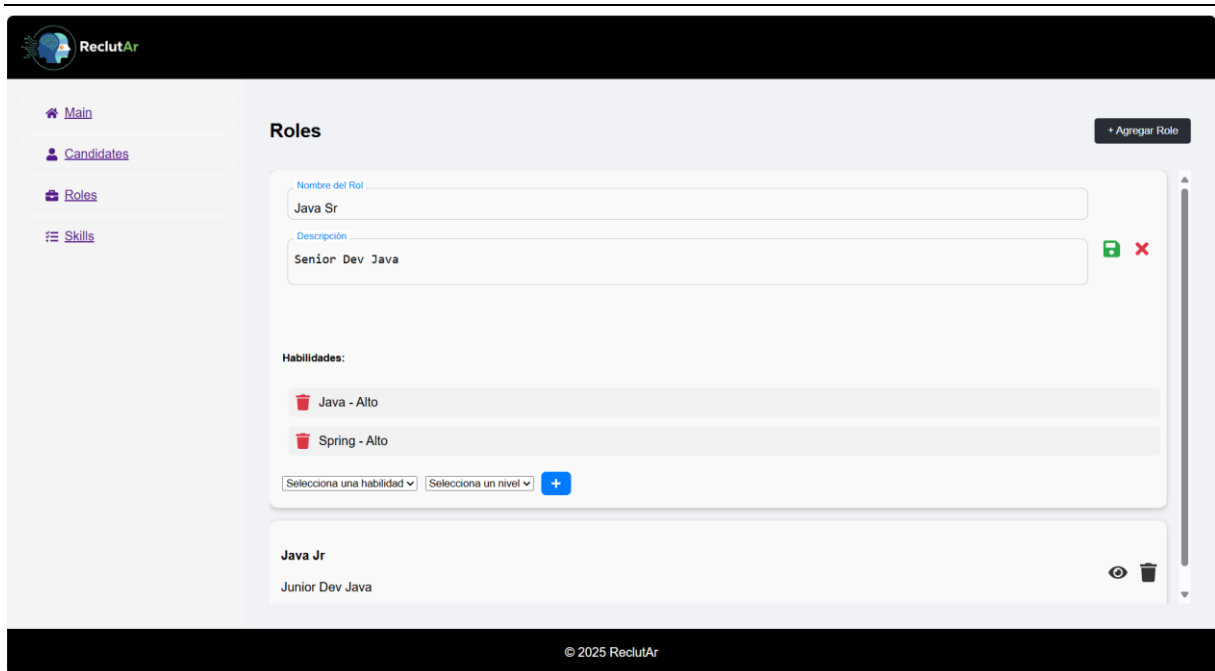 ReclutAr
Main
Candidates
Roles
Skills
Roles
+ Agregar Role
Nombre del Rol
Java Sr
Descripción
Senior Dev Java
Habilidades:
Java - Alto
Spring - Alto
Selecciona una habilidad Selecciona un nivel +
Java Jr
Junior Dev Java
© 2025 ReclutAr